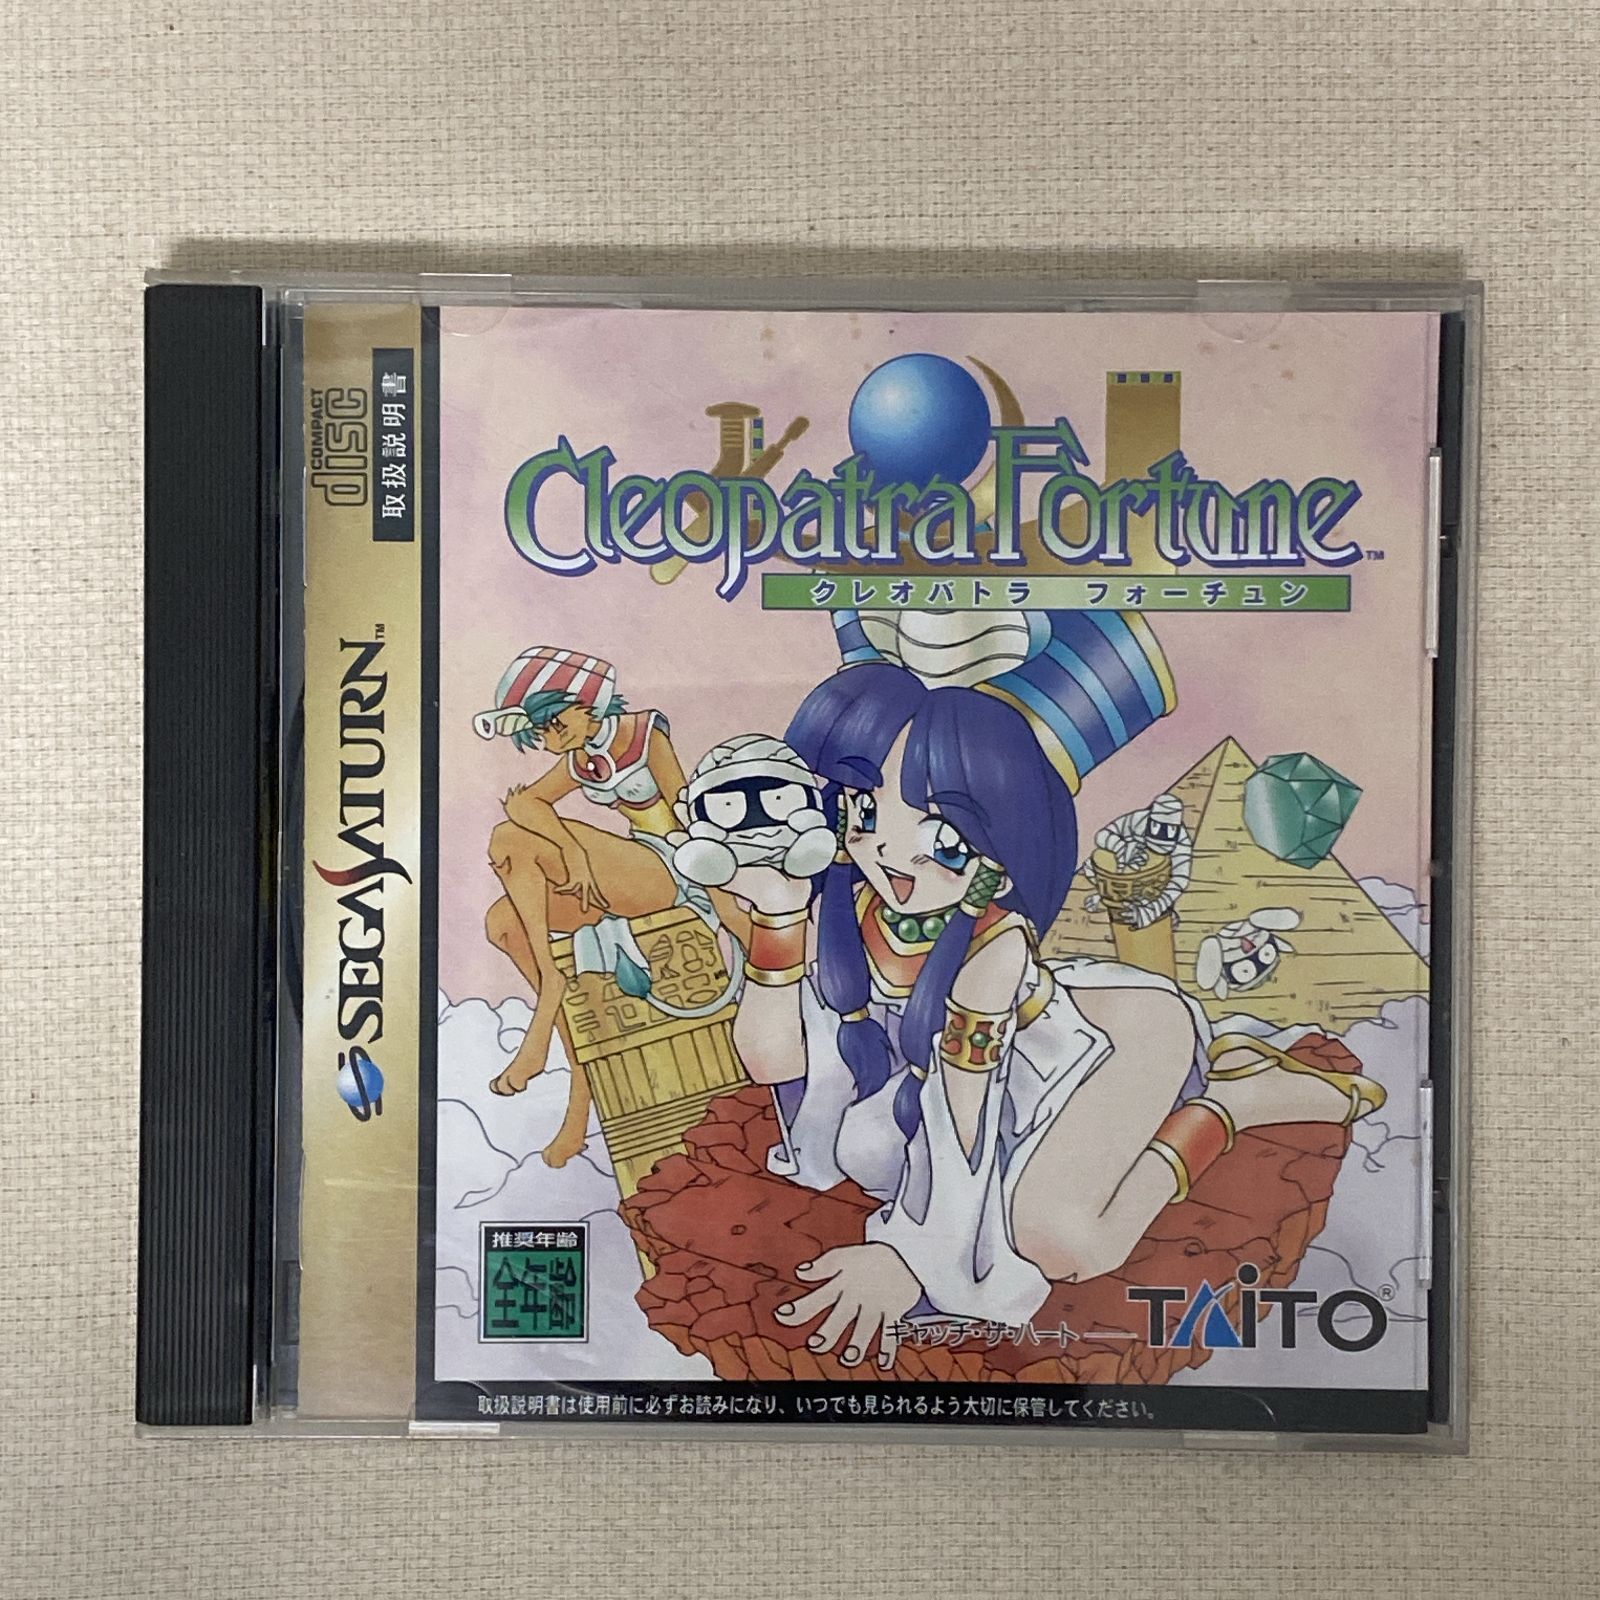 COMPACT
disc
取扱説明書
SEGA SATURN™
Cleopatra Fortune™
クレオパトラ フォーチュン
推奨年齢
全年齢
キャッチ・ザ・ハート
TAiTO®
取扱説明書は使用前に必ずお読みになり、いつでも見られるよう大切に保管してください。